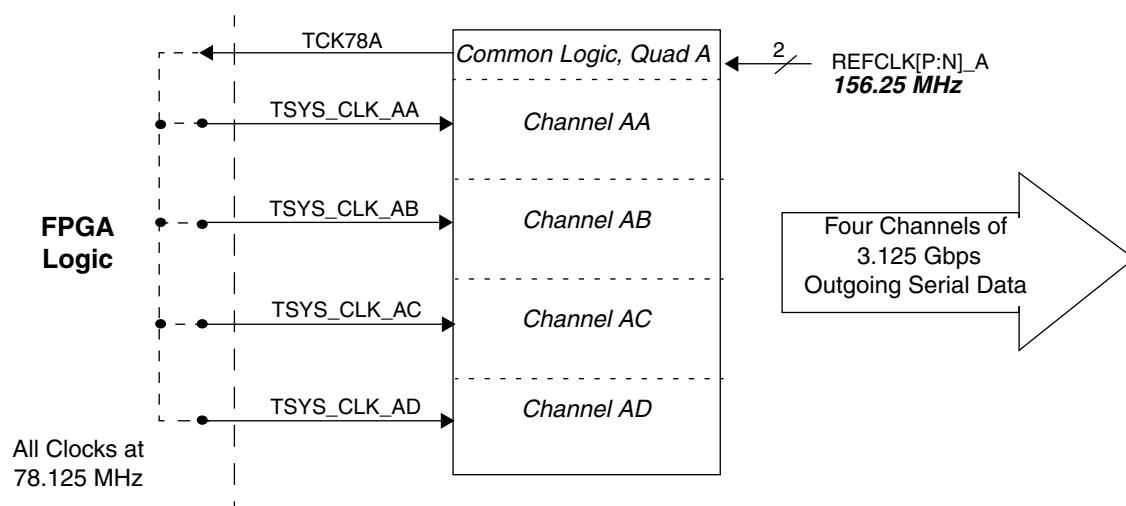 TCK78A
Common Logic, Quad A
2
REFCLK[P:N]_A
156.25 MHz
TSYS_CLK_AA
Channel AA
TSYS_CLK_AB
Channel AB
FPGA
Logic
Four Channels of
3.125 Gbps
Outgoing Serial Data
TSYS_CLK_AC
Channel AC
TSYS_CLK_AD
Channel AD
All Clocks at
78.125 MHz